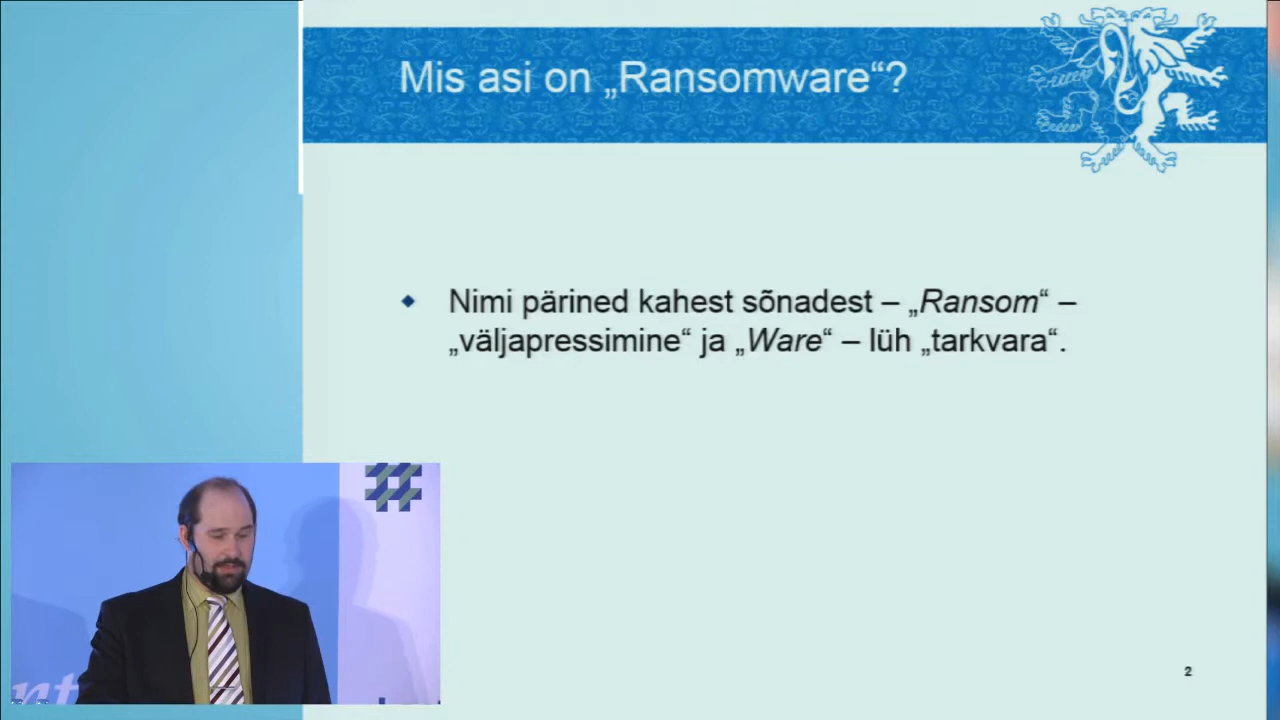 Mis asi on „Ransomware“?
◆ Nimi pärined kahest sõnadest – „Ransom“ –
„väljapressimine“ ja „Ware“ – lüh „tarkvara“.
2